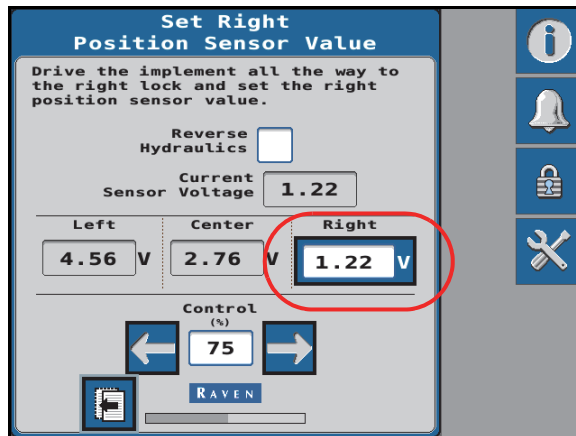 Set Right
Position Sensor Value
Drive the implement all the way to
the right lock and set the right
position sensor value.
Reverse
Hydraulics
Current
Sensor Voltage 1.22
Left Center Right
4.56 V 2.76 V 1.22 V
Control
(%)
75
RAVEN